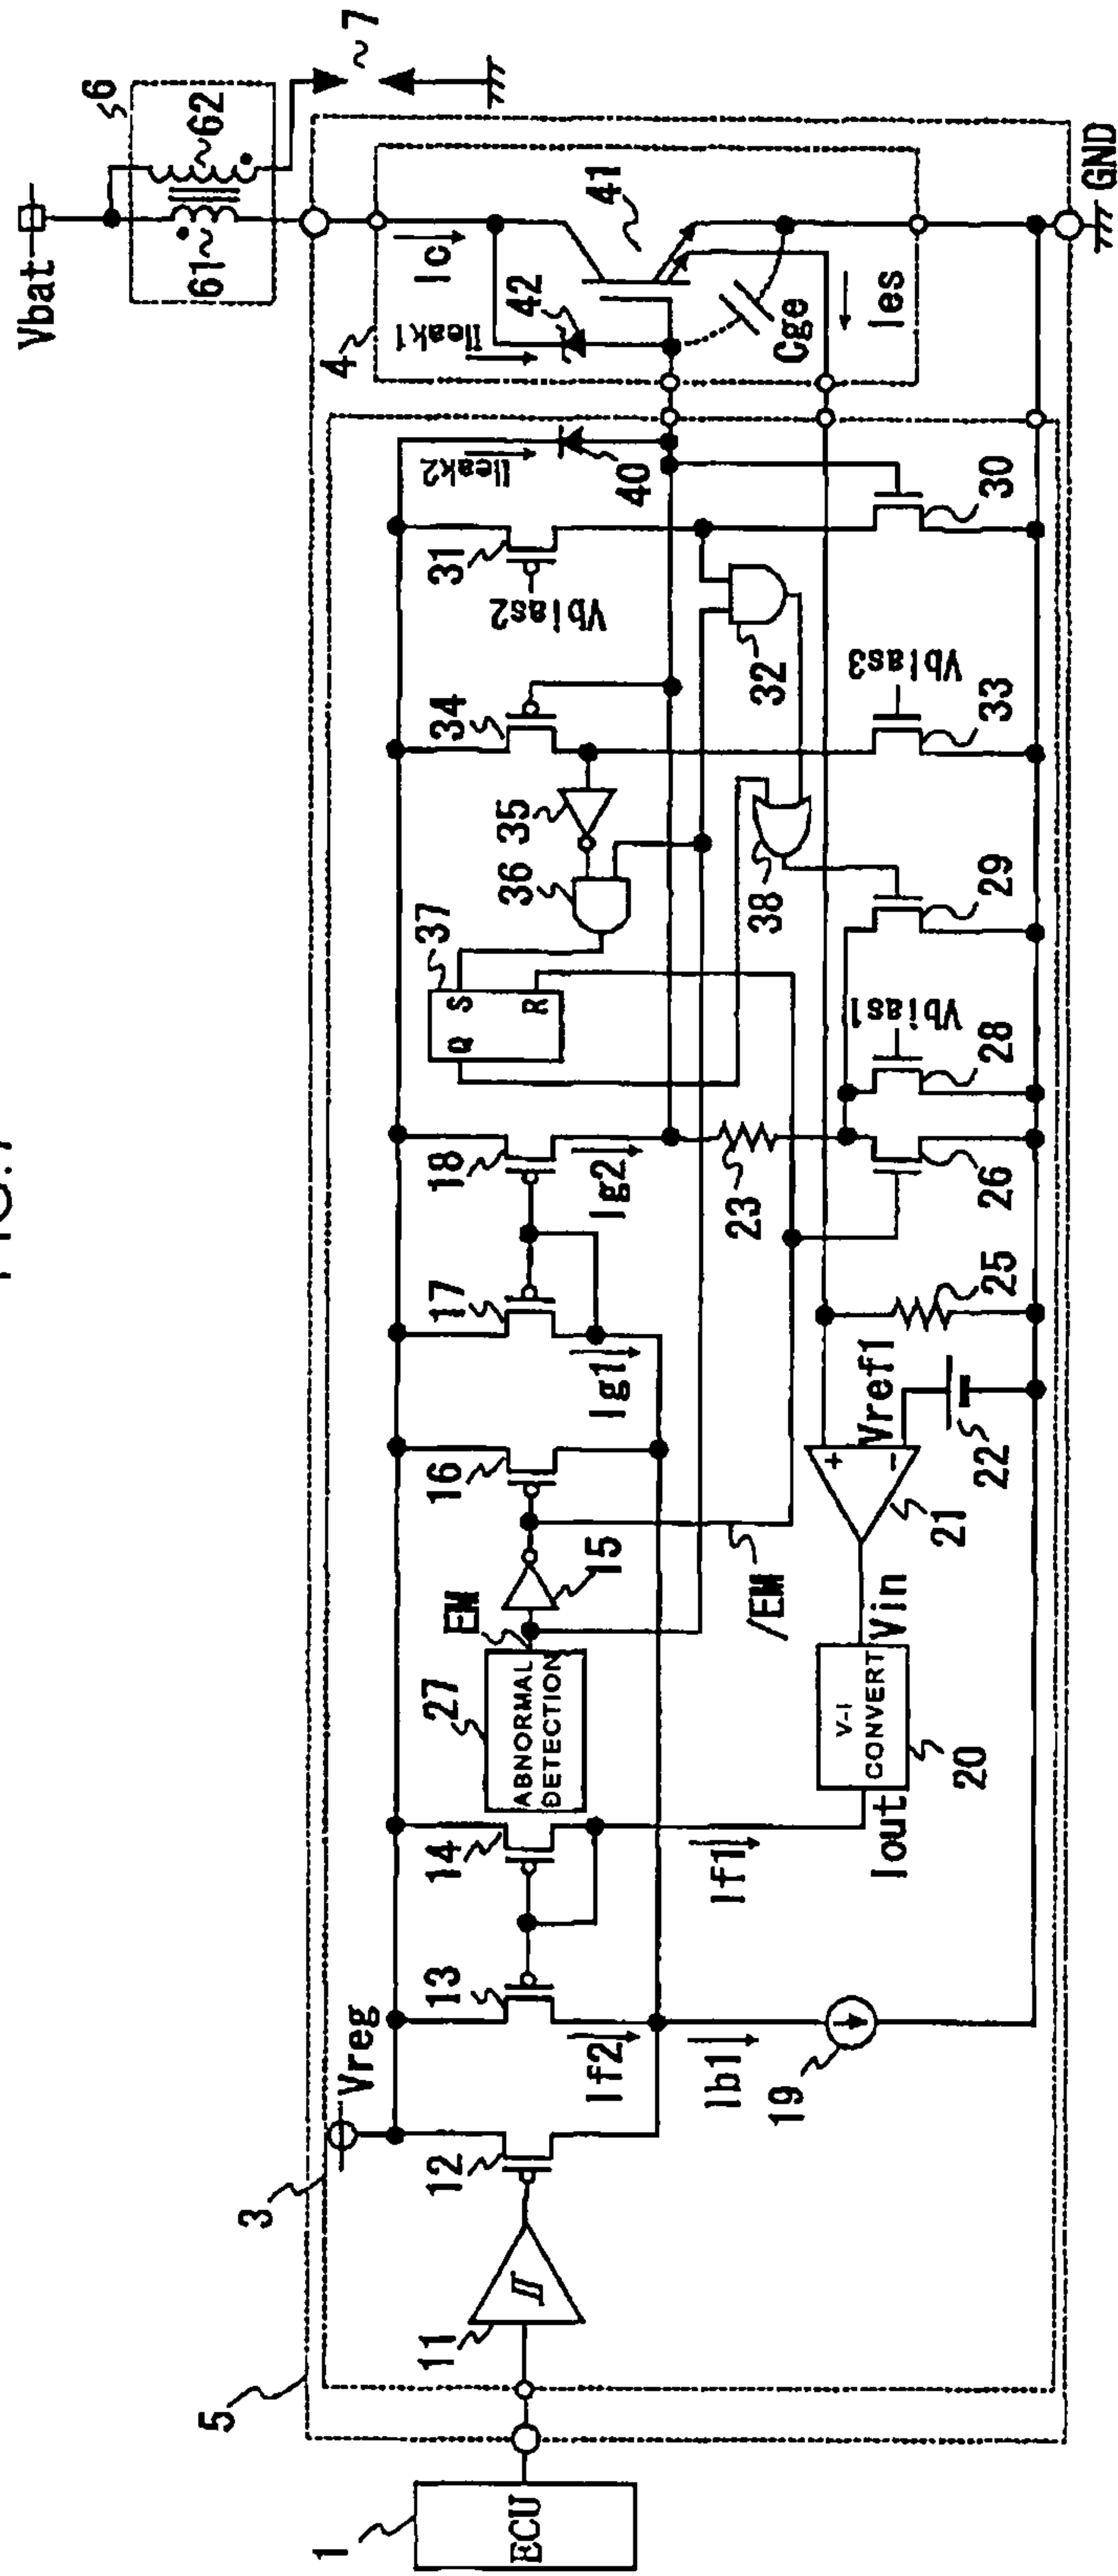 FIG. 7
Vbat
6
7
61
62
GND
4
Ic
Ileak1
42
41
Cge
Ies
Ileak2
40
31
Vbias2
30
34
32
Vbias3
33
35
36
38
37
S
Q
R
29
Vbias1
28
18
Ig2
23
26
17
Ig1
25
16
Vref1
22
+
-
21
15
EM
/EM
27
ABNORMAL
DETECTION
Vin
V-I
CONVERT
20
Iout
14
If1
13
If2
Ib1
19
Vreg
12
3
11
5
1
ECU